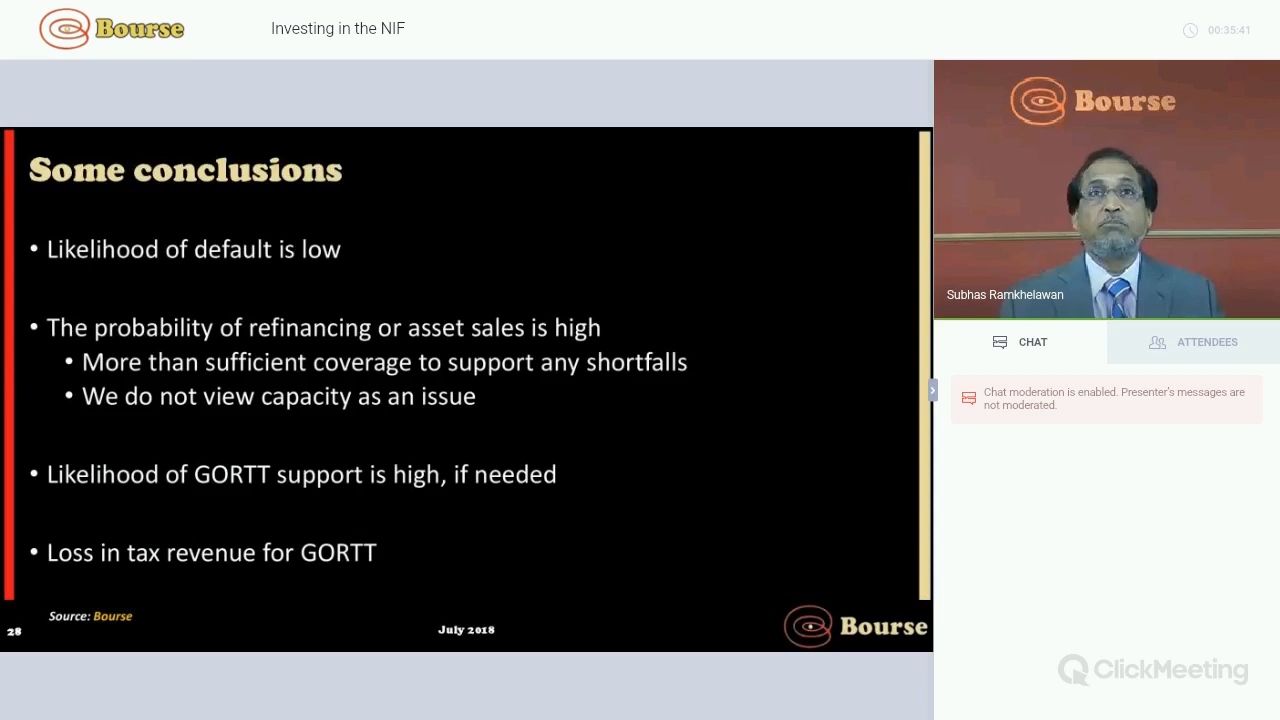 Bourse
Investing in the NIF
00:35:41
Some conclusions
• Likelihood of default is low
• The probability of refinancing or asset sales is high
• More than sufficient coverage to support any shortfalls
• We do not view capacity as an issue
• Likelihood of GORTT support is high, if needed
• Loss in tax revenue for GORTT
Source: Bourse
28
July 2018
Bourse
Bourse
Subhas Ramkhelawan
CHAT
ATTENDEES
Chat moderation is enabled. Presenter's messages are
not moderated.
ClickMeeting